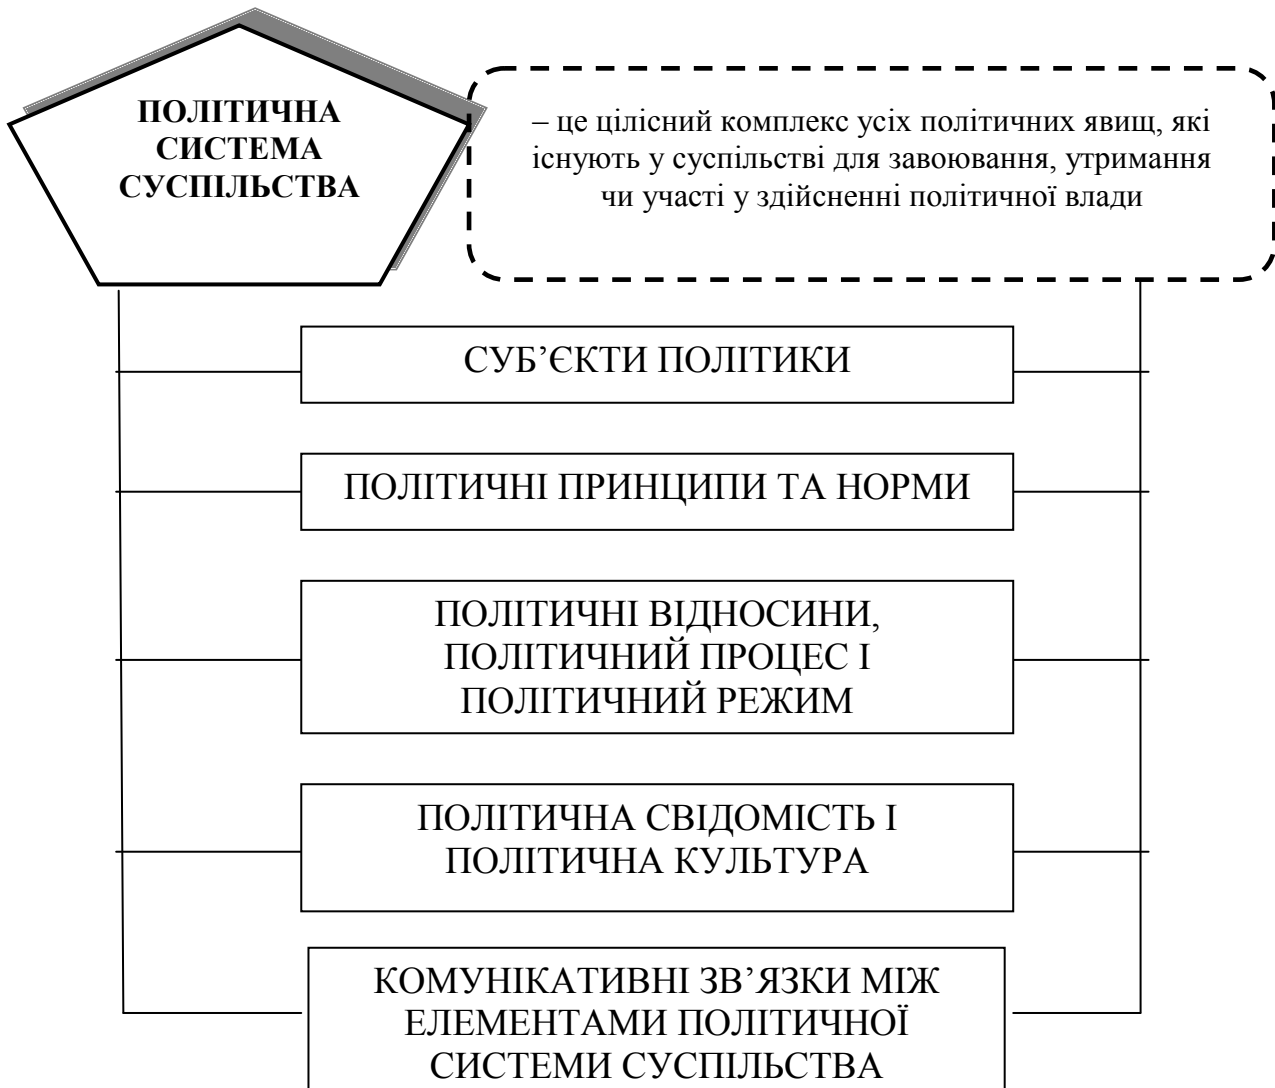 ПОЛІТИЧНА
СИСТЕМА
СУСПІЛЬСТВА
– це цілісний комплекс усіх політичних явищ, які
існують у суспільстві для завоювання, утримання
чи участі у здійсненні політичної влади
СУБ’ЄКТИ ПОЛІТИКИ
ПОЛІТИЧНІ ПРИНЦИПИ ТА НОРМИ
ПОЛІТИЧНІ ВІДНОСИНИ,
ПОЛІТИЧНИЙ ПРОЦЕС І
ПОЛІТИЧНИЙ РЕЖИМ
ПОЛІТИЧНА СВІДОМІСТЬ І
ПОЛІТИЧНА КУЛЬТУРА
КОМУНІКАТИВНІ ЗВ’ЯЗКИ МІЖ
ЕЛЕМЕНТАМИ ПОЛІТИЧНОЇ
СИСТЕМИ СУСПІЛЬСТВА